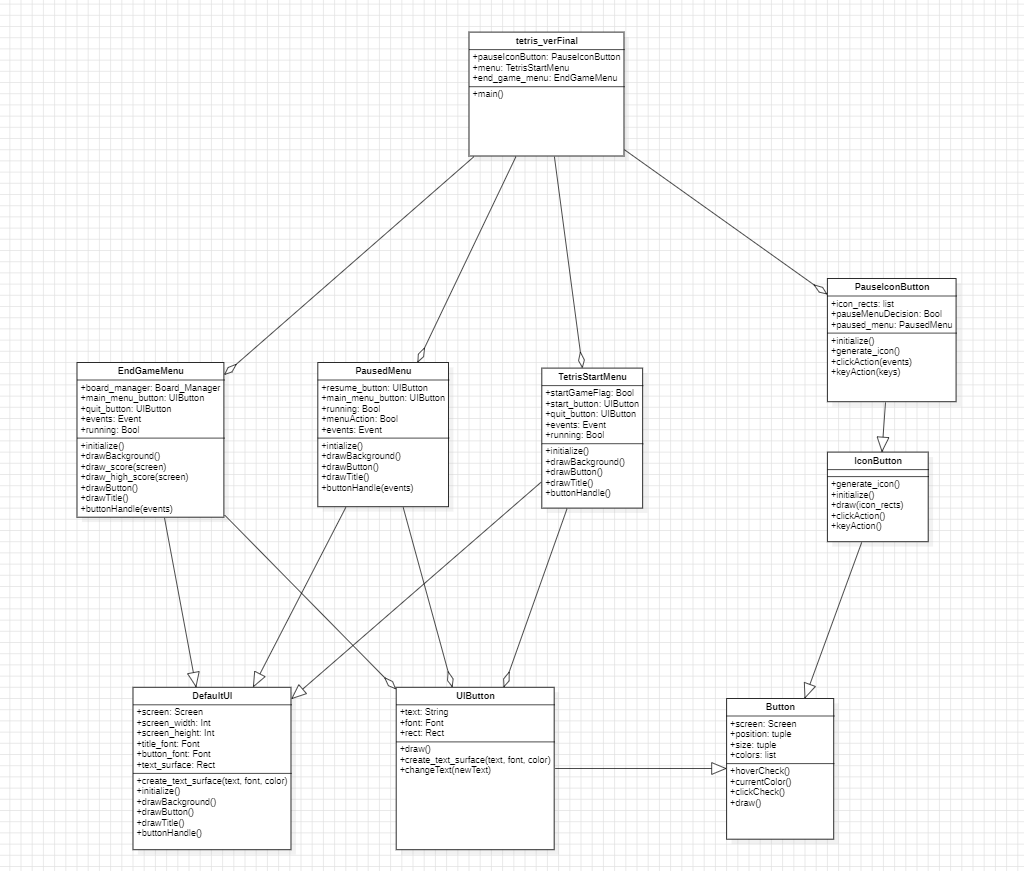 tetris_verFinal
+pauseIconButton: PauseIconButton
+menu: TetrisStartMenu
+end_game_menu: EndGameMenu
+main()
PauseIconButton
+icon_rects: list
+pauseMenuDecision: Bool
+paused_menu: PausedMenu
+initialize()
+generate_icon()
+clickAction(events)
+keyAction(keys)
EndGameMenu
+board_manager: Board_Manager
+main_menu_button: UIButton
+quit_button: UIButton
+events: Event
+running: Bool
+initialize()
+drawBackground()
+draw_score(screen)
+draw_high_score(screen)
+drawButton()
+drawTitle()
+buttonHandle(events)
PausedMenu
+resume_button: UIButton
+main_menu_button: UIButton
+running: Bool
+menuAction: Bool
+events: Event
+intialize()
+drawBackground()
+drawButton()
+drawTitle()
+buttonHandle(events)
TetrisStartMenu
+startGameFlag: Bool
+start_button: UIButton
+quit_button: UIButton
+events: Event
+running: Bool
+initialize()
+drawBackground()
+drawButton()
+drawTitle()
+buttonHandle()
IconButton
+generate_icon()
+initialize()
+draw(icon_rects)
+clickAction()
+keyAction()
DefaultUI
+screen: Screen
+screen_width: Int
+screen_height: Int
+title_font: Font
+button_font: Font
+text_surface: Rect
+create_text_surface(text, font, color)
+initialize()
+drawBackground()
+drawButton()
+drawTitle()
+buttonHandle()
UIButton
+text: String
+font: Font
+rect: Rect
+draw()
+create_text_surface(text, font, color)
+changeText(newText)
Button
+screen: Screen
+position: tuple
+size: tuple
+colors: list
+hoverCheck()
+currentColor()
+clickCheck()
+draw()